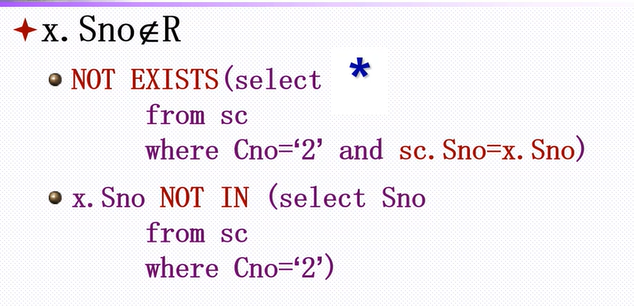 x.Sno∉R
NOT EXISTS(select *
from sc
where Cno=‘2’ and sc.Sno=x.Sno)
x.Sno NOT IN (select Sno
from sc
where Cno=‘2’)